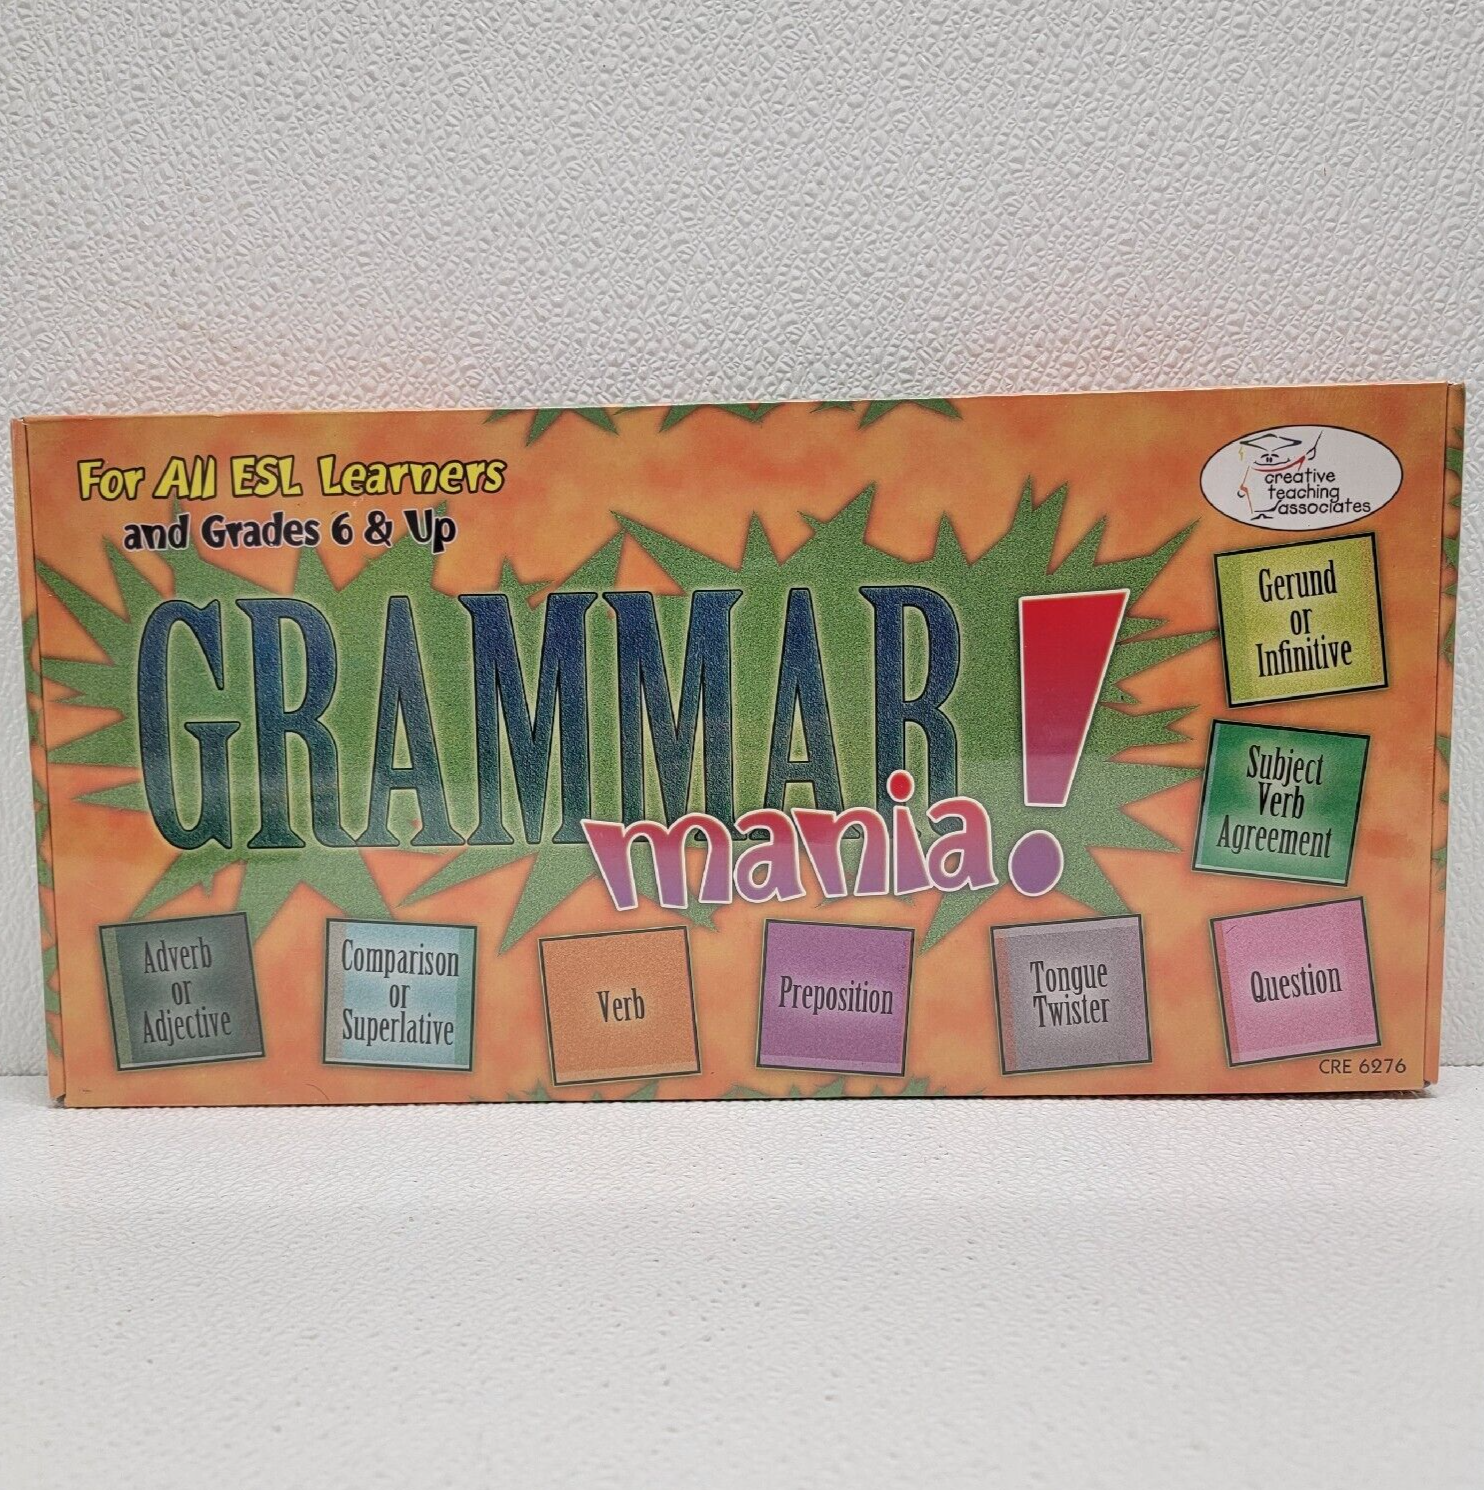 For All ESL Learners
and Grades 6 & Up
creative
teaching
associates
GRAMMAR
mania!
Gerund
or
Infinitive
Subject
Verb
Agreement
Adverb
or
Adjective
Comparison
or
Superlative
Verb
Preposition
Tongue
Twister
Question
CRE 6276